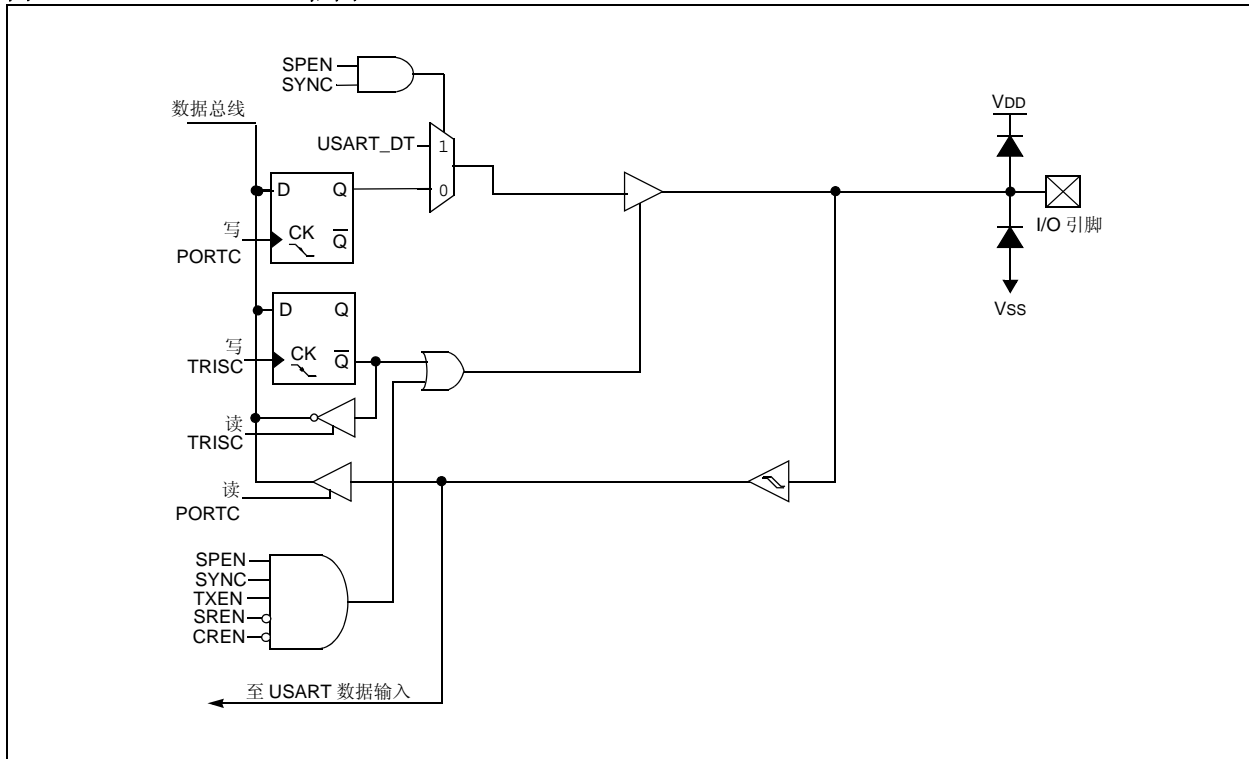 SPEN
SYNC
数据总线
VDD
USART_DT
1
D
Q
0
写
CK
Q
PORTC
I/O 引脚
D
Q
VSS
写
CK
Q
TRISC
读
TRISC
读
PORTC
SPEN
SYNC
TXEN
SREN
CREN
至 USART 数据输入